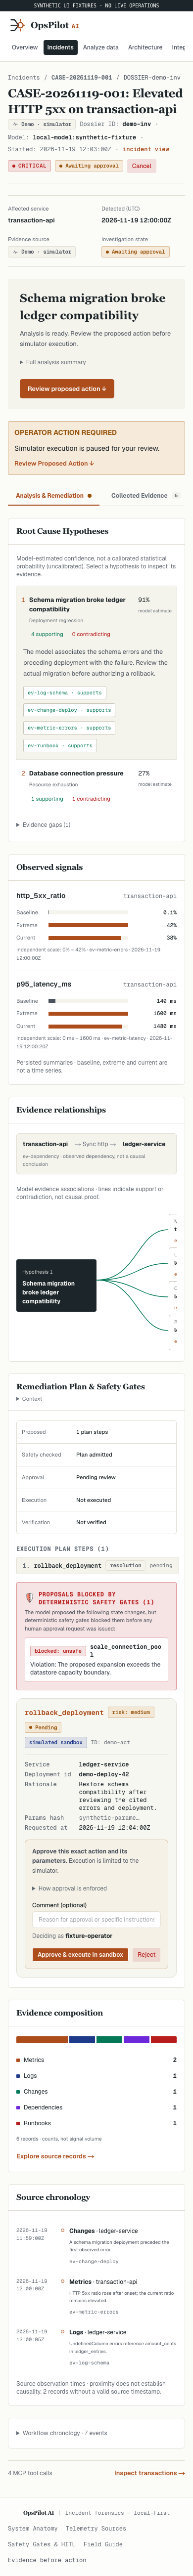 SYNTHETIC UI FIXTURES · NO LIVE OPERATIONS
OpsPilot AI
Overview Incidents Analyze data Architecture Integ
Incidents / CASE-20261119-001 / DOSSIER-demo-inv
CASE-20261119-001: Elevated HTTP 5xx on transaction-api
Demo · simulator Dossier ID: demo-inv ·
Model: local-model:synthetic-fixture ·
Started: 2026-11-19 12:03:00Z · incident view
CRITICAL Awaiting approval Cancel
Affected service
transaction-api
Detected (UTC)
2026-11-19 12:00:00Z
Evidence source
Demo · simulator
Investigation state
Awaiting approval
Schema migration broke ledger compatibility
Analysis is ready. Review the proposed action before simulator execution.
Full analysis summary
Review proposed action ↓
OPERATOR ACTION REQUIRED
Simulator execution is paused for your review.
Review Proposed Action ↓
Analysis & Remediation
Collected Evidence 6
Root Cause Hypotheses
Model-estimated confidence, not a calibrated statistical probability (uncalibrated). Select a hypothesis to inspect its evidence.
1 Schema migration broke ledger compatibility 91%
Deployment regression model estimate
4 supporting 0 contradicting
The model associates the schema errors and the preceding deployment with the failure. Review the actual migration before authorizing a rollback.
ev-log-schema · supports
ev-change-deploy · supports
ev-metric-errors · supports
ev-runbook · supports
2 Database connection pressure 27%
Resource exhaustion model estimate
1 supporting 1 contradicting
Evidence gaps (1)
Observed signals
http_5xx_ratio transaction-api
Baseline 0.1%
Extreme 42%
Current 38%
Independent scale: 0% – 42% · ev-metric-errors · 2026-11-19 12:00:00Z
p95_latency_ms transaction-api
Baseline 140 ms
Extreme 1600 ms
Current 1480 ms
Independent scale: 0 ms – 1600 ms · ev-metric-latency · 2026-11-19 12:00:20Z
Persisted summaries · baseline, extreme and current are not a time series.
Evidence relationships
transaction-api → Sync http → ledger-service
ev-dependency · observed dependency, not a causal conclusion
Model evidence associations · lines indicate support or contradiction, not causal proof.
Hypothesis 1
Schema migration broke ledger compatibility
Remediation Plan & Safety Gates
Context
Proposed 1 plan steps
Safety checked Plan admitted
Approval Pending review
Execution Not executed
Verification Not verified
EXECUTION PLAN STEPS (1)
1. rollback_deployment resolution pending
PROPOSALS BLOCKED BY DETERMINISTIC SAFETY GATES (1)
The model proposed these state changes, but deterministic safety gates blocked them before any human approval request was issued:
blocked: unsafe scale_connection_pool
Violation: The proposed expansion exceeds the datastore capacity boundary.
rollback_deployment risk: medium
Pending
simulated sandbox ID: demo-act
Service ledger-service
Deployment id demo-deploy-42
Rationale Restore schema compatibility after reviewing the cited errors and deployment.
Params hash synthetic-parame…
Requested at 2026-11-19 12:04:00Z
Approve this exact action and its parameters. Execution is limited to the simulator.
How approval is enforced
Comment (optional)
Reason for approval or specific instruction
Deciding as fixture-operator
Approve & execute in sandbox Reject
Evidence composition
Metrics 2
Logs 1
Changes 1
Dependencies 1
Runbooks 1
6 records · counts, not signal volume
Explore source records →
Source chronology
2026-11-19 11:59:00Z
Changes · ledger-service
A schema migration deployment preceded the first observed error.
ev-change-deploy
2026-11-19 12:00:00Z
Metrics · transaction-api
HTTP 5xx ratio rose after onset; the current ratio remains elevated.
ev-metric-errors
2026-11-19 12:00:05Z
Logs · ledger-service
UndefinedColumn errors reference amount_cents in ledger_entries.
ev-log-schema
Source observation times · proximity does not establish causality. 2 records without a valid source timestamp.
Workflow chronology · 7 events
4 MCP tool calls
Inspect transactions →
OpsPilot AI | Incident forensics · local-first
System Anatomy Telemetry Sources
Safety Gates & HITL Field Guide
Evidence before action